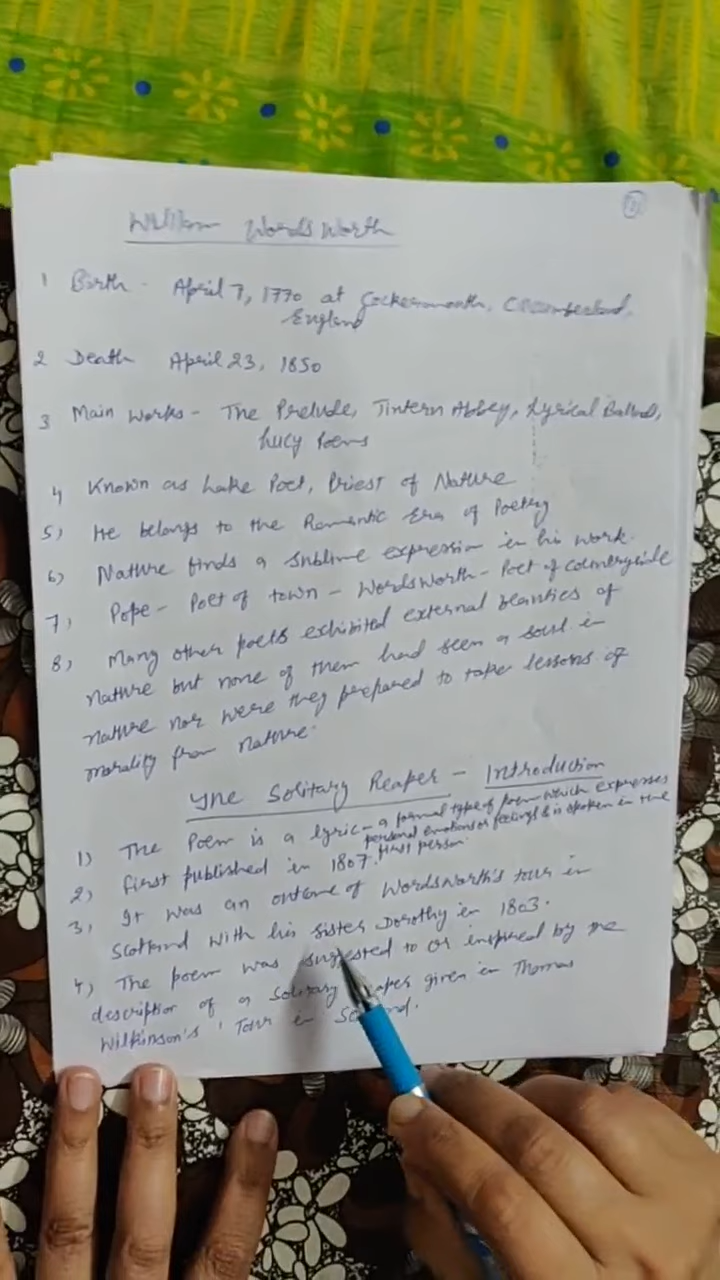 William Wordsworth
1 Birth - April 7, 1770 at Cockermouth, Cumberland,
England
2 Death April 23, 1850
3 Main Works - The Prelude, Tintern Abbey, Lyrical Ballad,
Lucy Poems
4 Known as Lake Poet, Priest of Nature
5) He belongs to the Romantic Era of Poetry
6) Nature finds a sublime expression in his work.
7) Pope - Poet of town - Wordsworth - Poet of countryside
8) Many other poets exhibited external beauties of
nature but none of them had seen a soul in
nature nor were they prepared to take lessons of
morality from nature.
The Solitary Reaper - Introduction
1) The Poem is a lyric - a formal type of poem which expresses
personal emotions or feelings & is spoken in the
first person.
2) First published in 1807.
3) It was an outcome of Wordsworth's tour in
Scotland with his sister Dorothy in 1803.
4) The poem was suggested to or inspired by the
description of a Solitary given in Thomas
Wilkinson's 'Tour in